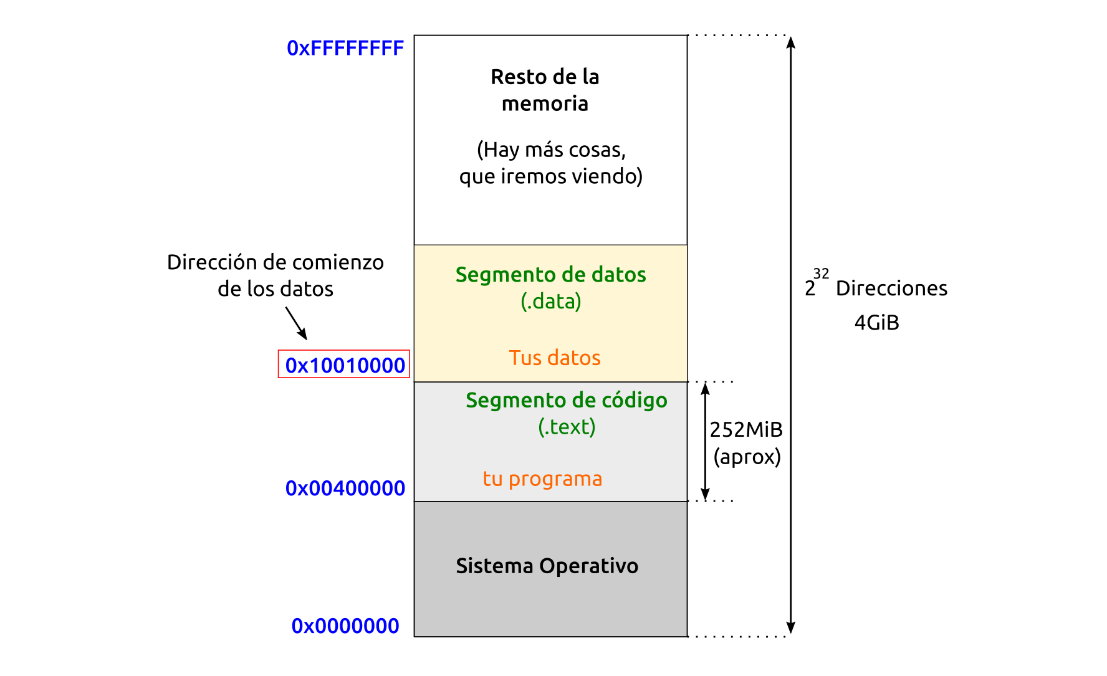 0xFFFFFFFF
Resto de la
memoria
(Hay más cosas,
que iremos viendo)
Dirección de comienzo
de los datos
0x10010000
Segmento de datos
(.data)
Tus datos
2^32 Direcciones
4GiB
Segmento de código
(.text)
tu programa
252MiB
(aprox)
0x00400000
Sistema Operativo
0x0000000